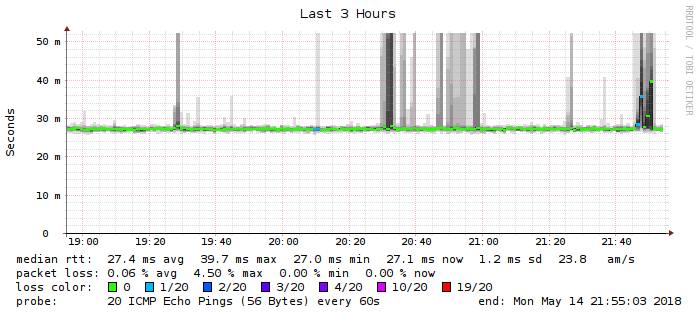 Last 3 Hours
RRDTOOL / TOBI OETIKER
Seconds
50 m
40 m
30 m
20 m
10 m
0
19:00 19:20 19:40 20:00 20:20 20:40 21:00 21:20 21:40
median rtt: 27.4 ms avg 39.7 ms max 27.0 ms min 27.1 ms now 1.2 ms sd 23.8 am/s
packet loss: 0.06 % avg 4.50 % max 0.00 % min 0.00 % now
loss color: 0 1/20 2/20 3/20 4/20 10/20 19/20
probe: 20 ICMP Echo Pings (56 Bytes) every 60s end: Mon May 14 21:55:03 2018